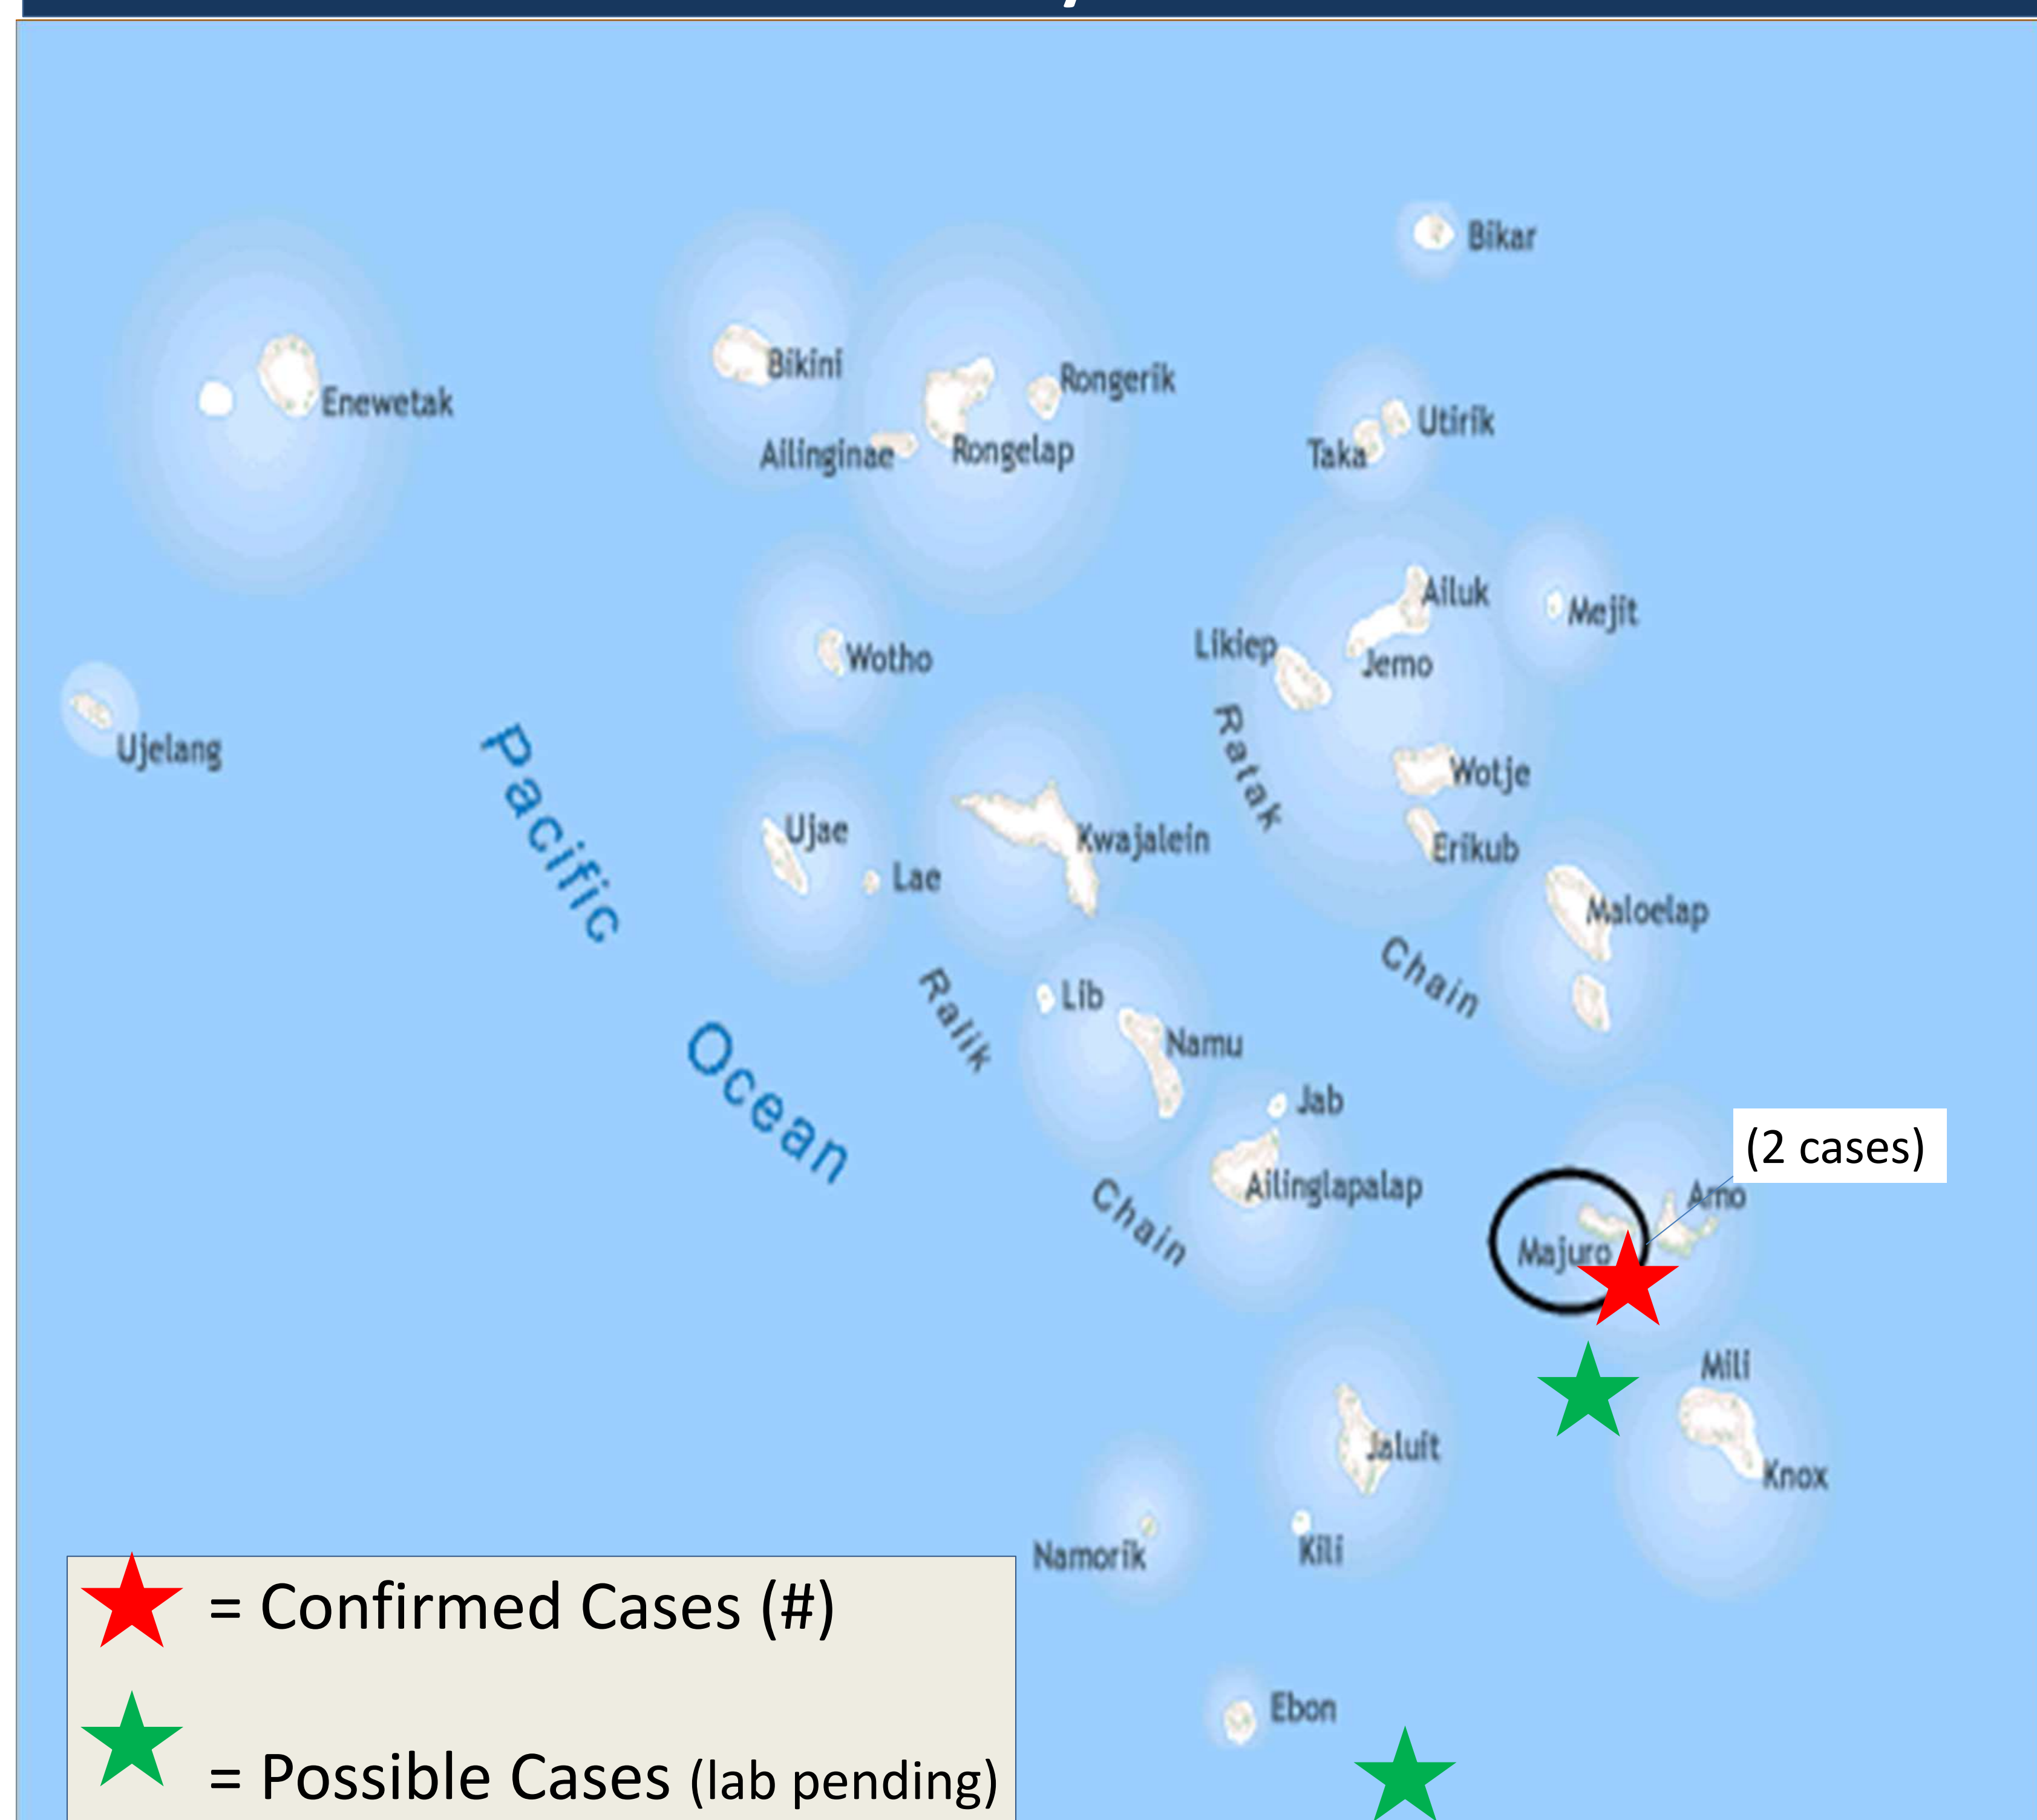 Bikar
Bikini
Rongerik
Enewetak
Utirik
Ailinginae
Rongelap
Taka
Ailuk
Mejit
Likiep
Jemo
Wotho
Ratak
Ujelang
Pacific
Wotje
Ujae
Kwajalein
Erikub
Lae
Maloelap
Chain
Lib
Ralik
Namu
Ocean
Jab
(2 cases)
Ailinglapalap
Arno
Chain
Majuro
Mili
Jaluit
Knox
Namorik
Kili
= Confirmed Cases (#)
Ebon
= Possible Cases (lab pending)